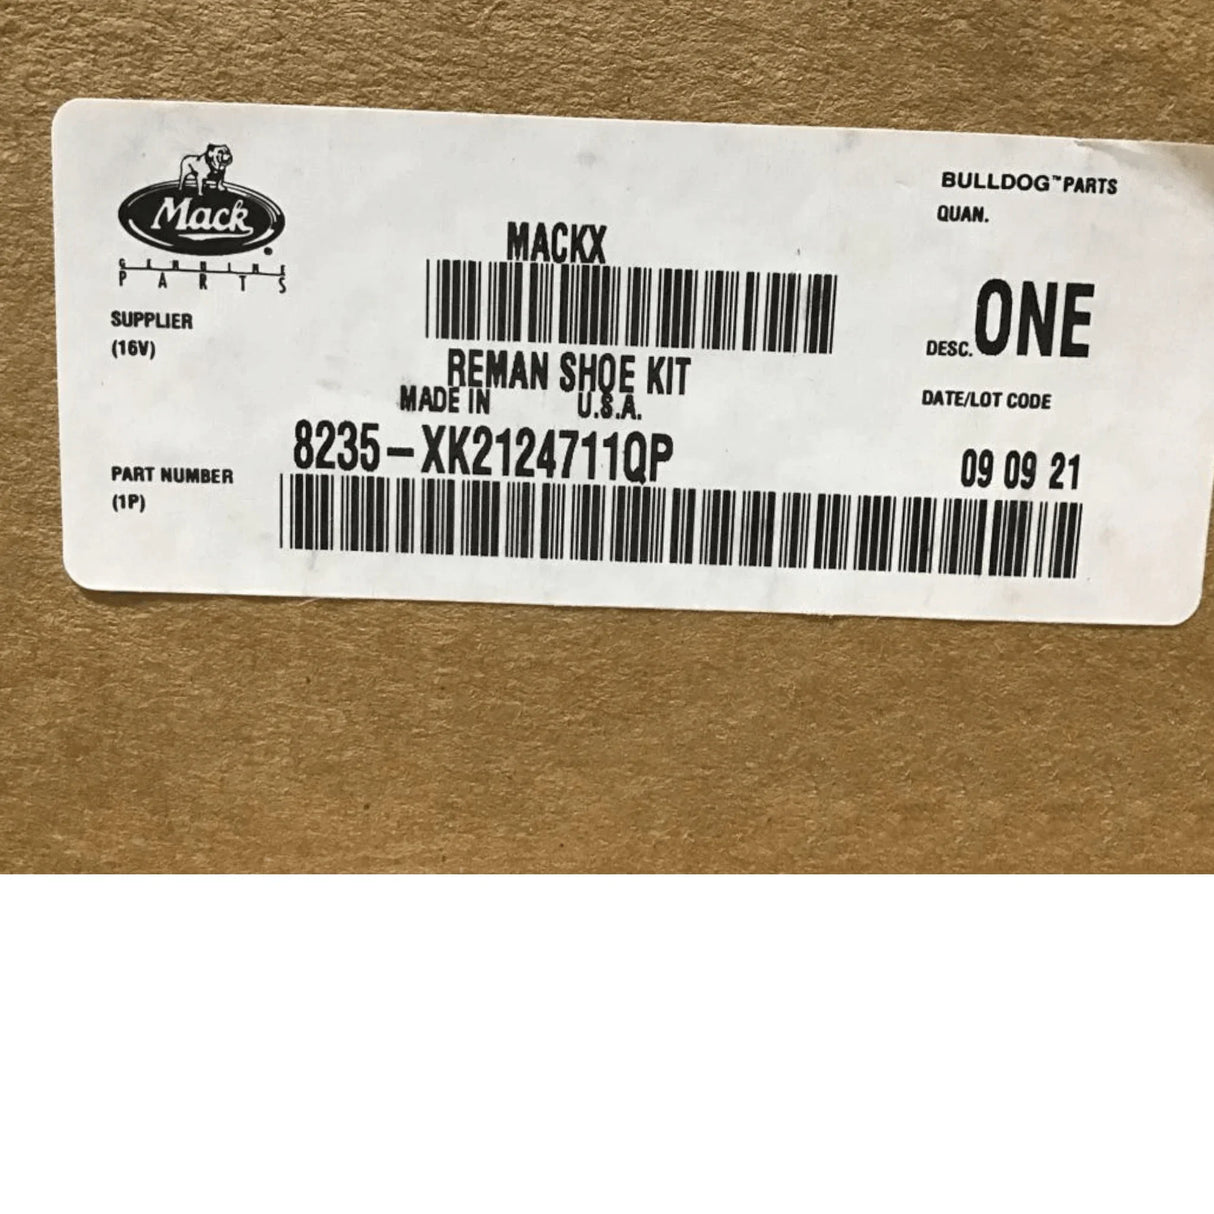 Mack
GENUINE
PARTS
BULLDOG™PARTS
QUAN.
MACKX
SUPPLIER
(16V)
ONE
DESC.
REMAN SHOE KIT
MADE IN U.S.A.
DATE/LOT CODE
8235-XK2124711QP
09 09 21
PART NUMBER
(1P)